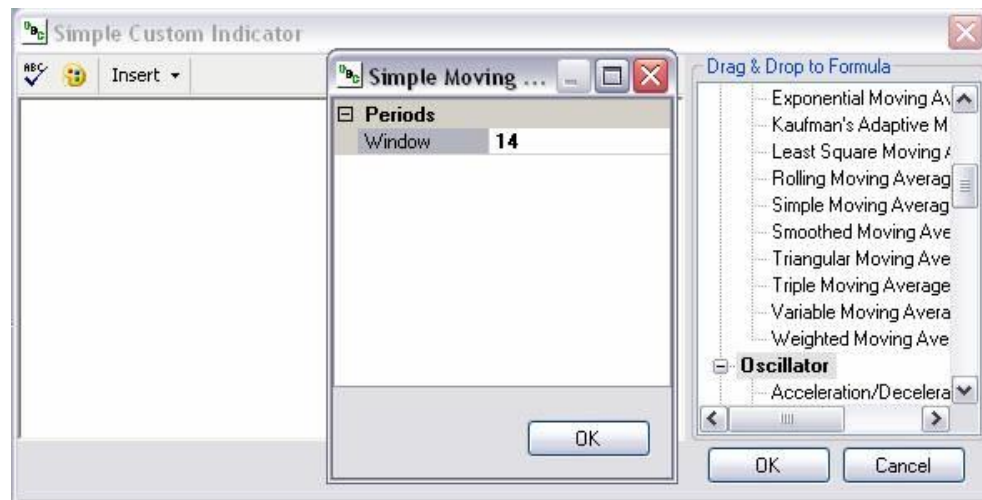 Simple Custom Indicator
ABC Insert
Simple Moving ...
Periods
Window 14
OK
Drag & Drop to Formula
Exponential Moving Av
Kaufman's Adaptive M
Least Square Moving
Rolling Moving Averag
Simple Moving Averag
Smoothed Moving Ave
Triangular Moving Ave
Triple Moving Average
Variable Moving Avera
Weighted Moving Ave
Oscillator
Acceleration/Decelera
OK Cancel